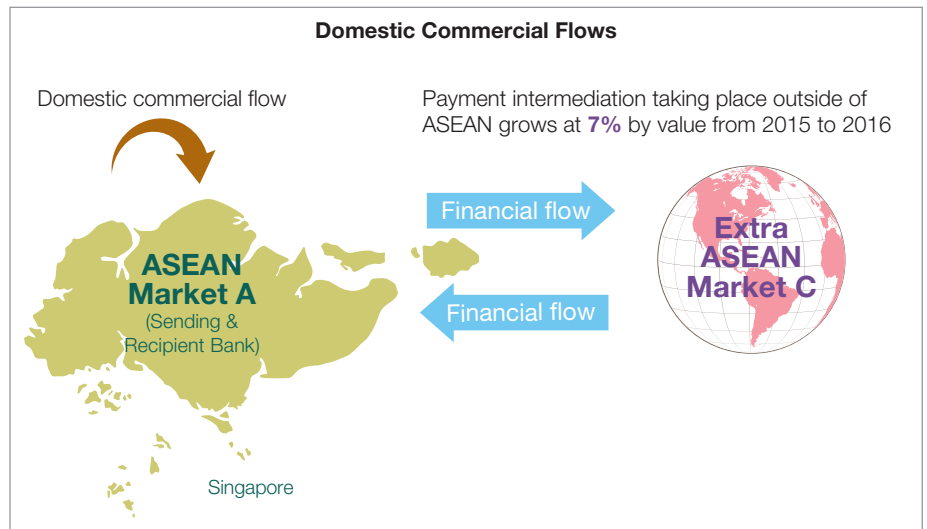 Domestic Commercial Flows
Domestic commercial flow
Payment intermediation taking place outside of
ASEAN grows at 7% by value from 2015 to 2016
ASEAN
Market A
(Sending &
Recipient Bank)
Financial flow
Financial flow
Extra
ASEAN
Market C
Singapore